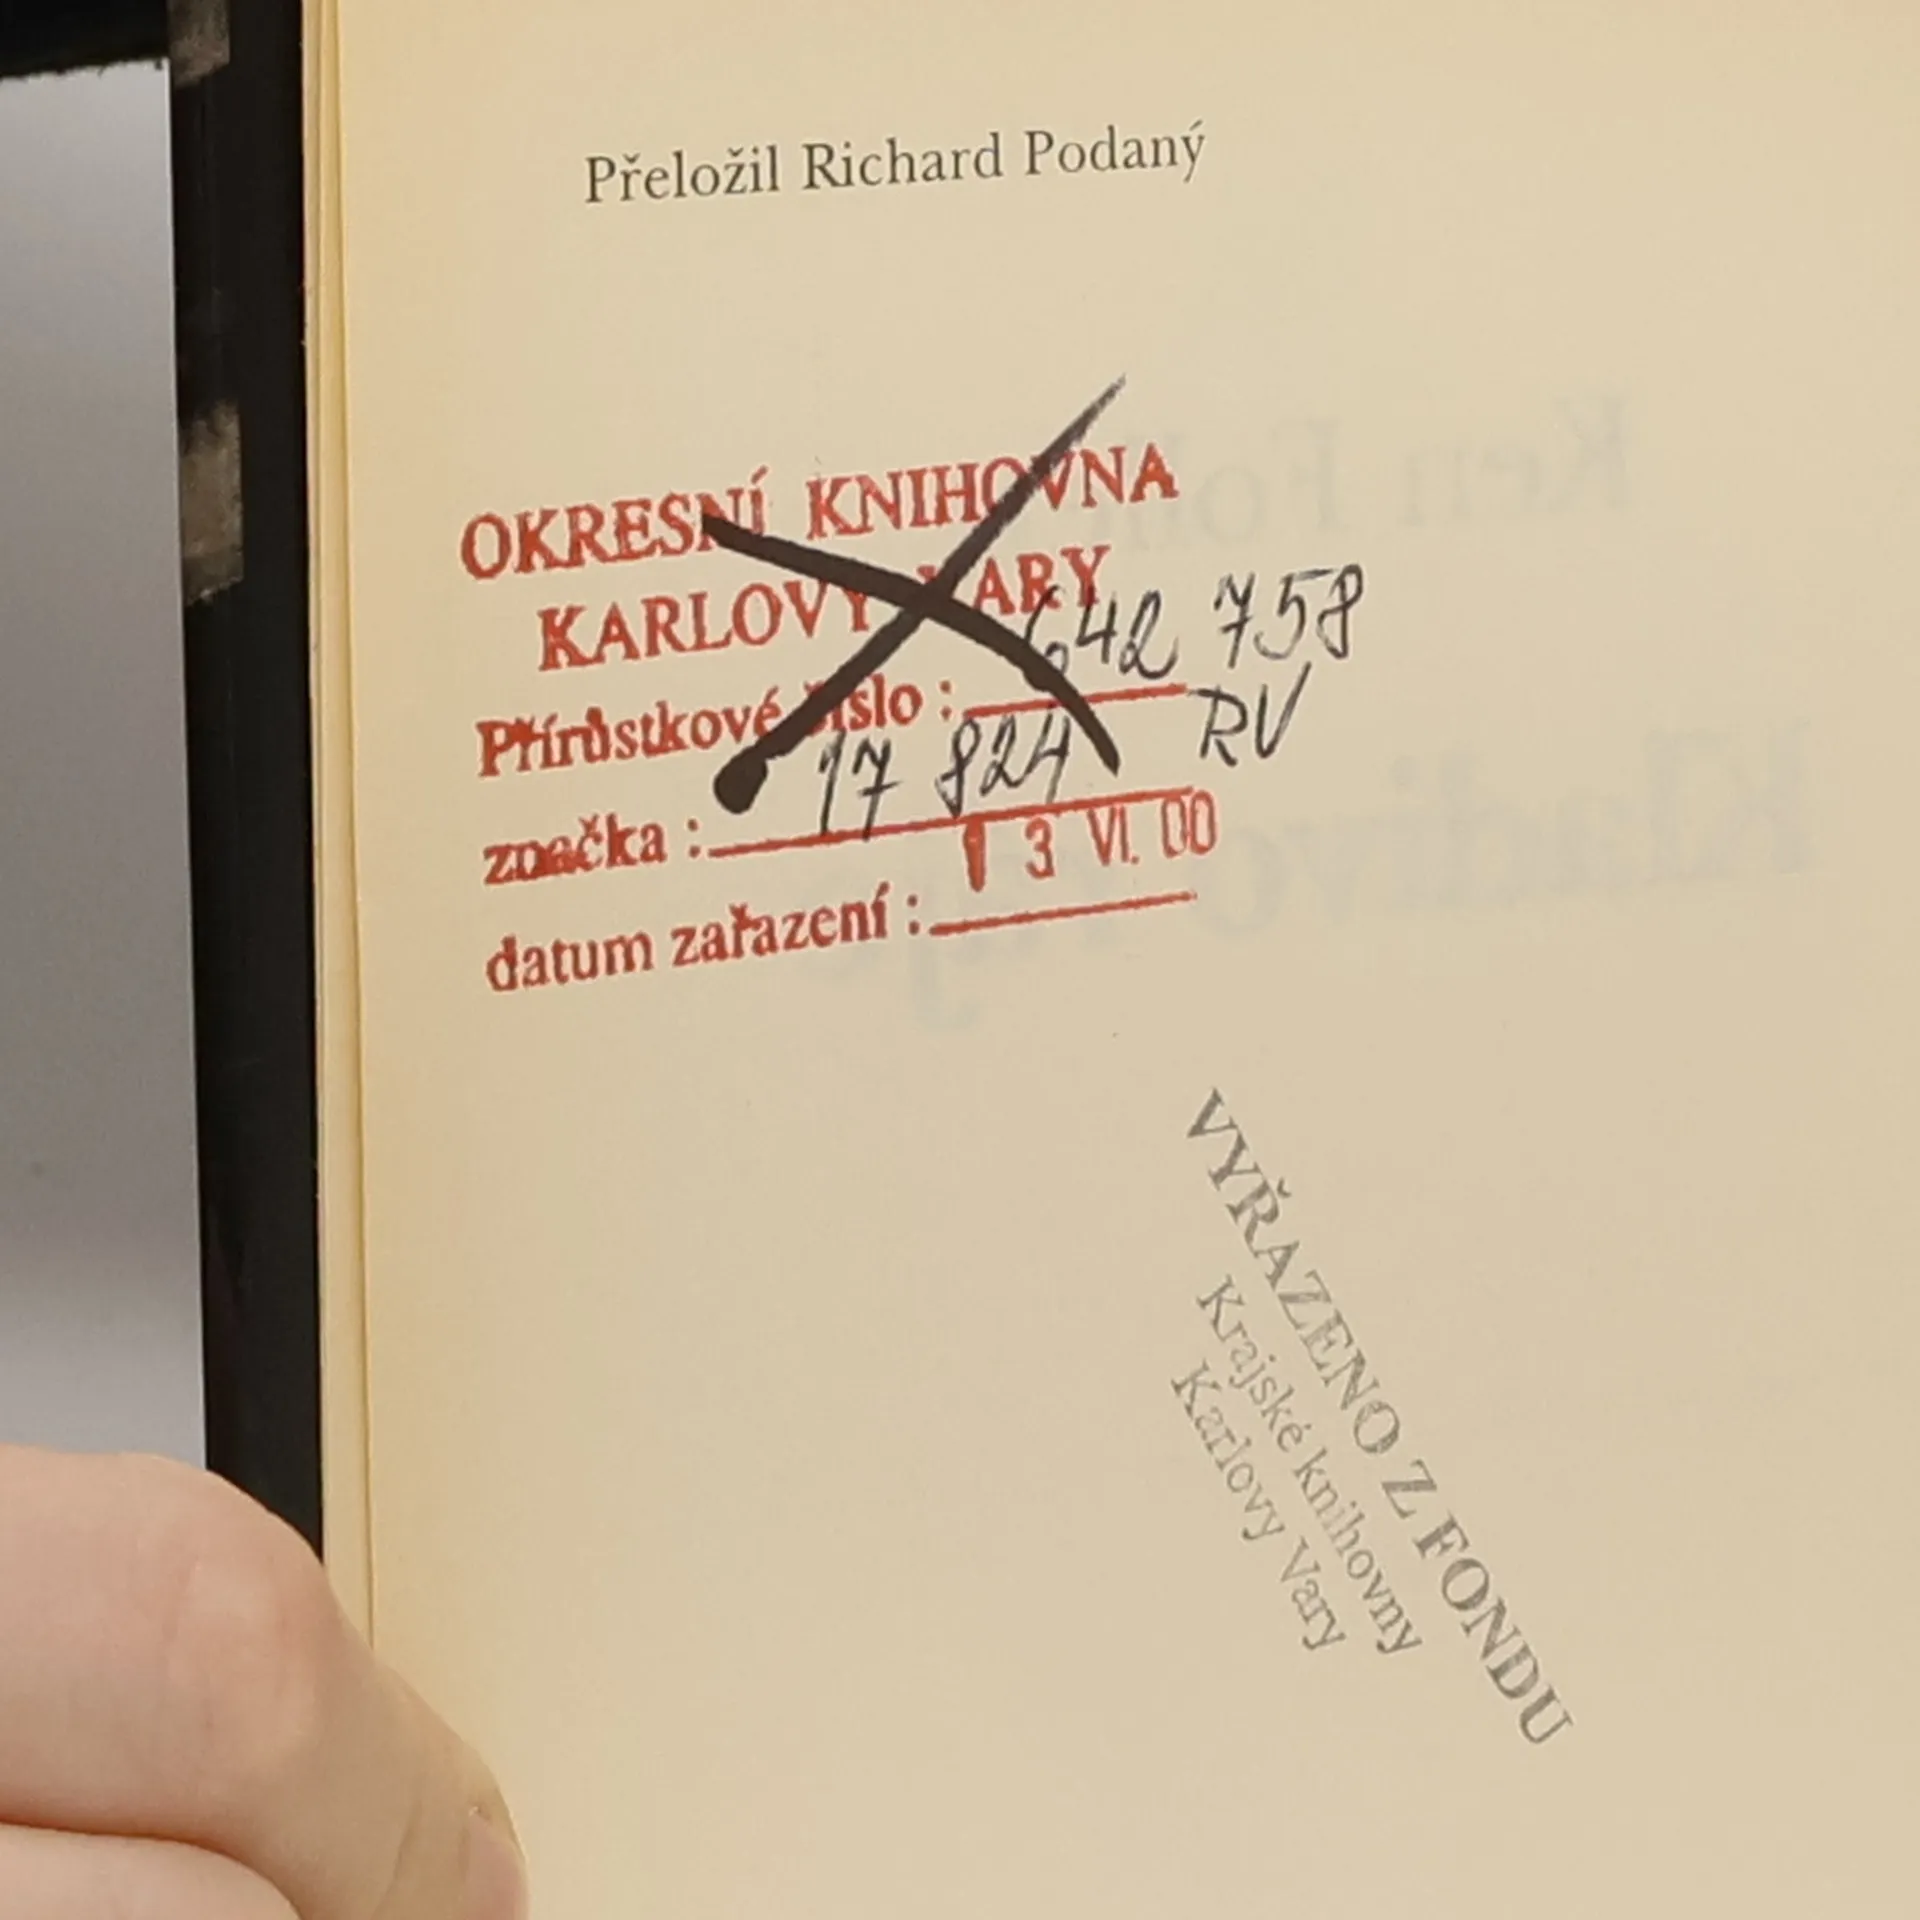 Přeložil Richard Podaný
OKRESNÍ KNIHOVNA
KARLOVY VARY
Přírůstkové číslo : 642 758
značka : 17 824 RV
datum zařazení : 13 VI. 00
VYŘAZENO Z FONDU
Krajské knihovny
Karlovy Vary